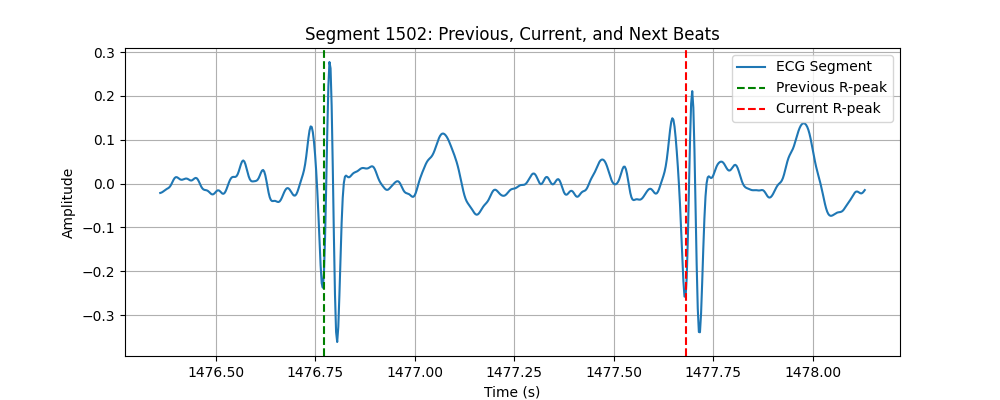 Segment 1502: Previous, Current, and Next Beats
ECG Segment
Previous R-peak
Current R-peak
0.3
0.2
0.1
0.0
−0.1
−0.2
−0.3
Amplitude
1476.50 1476.75 1477.00 1477.25 1477.50 1477.75 1478.00
Time (s)